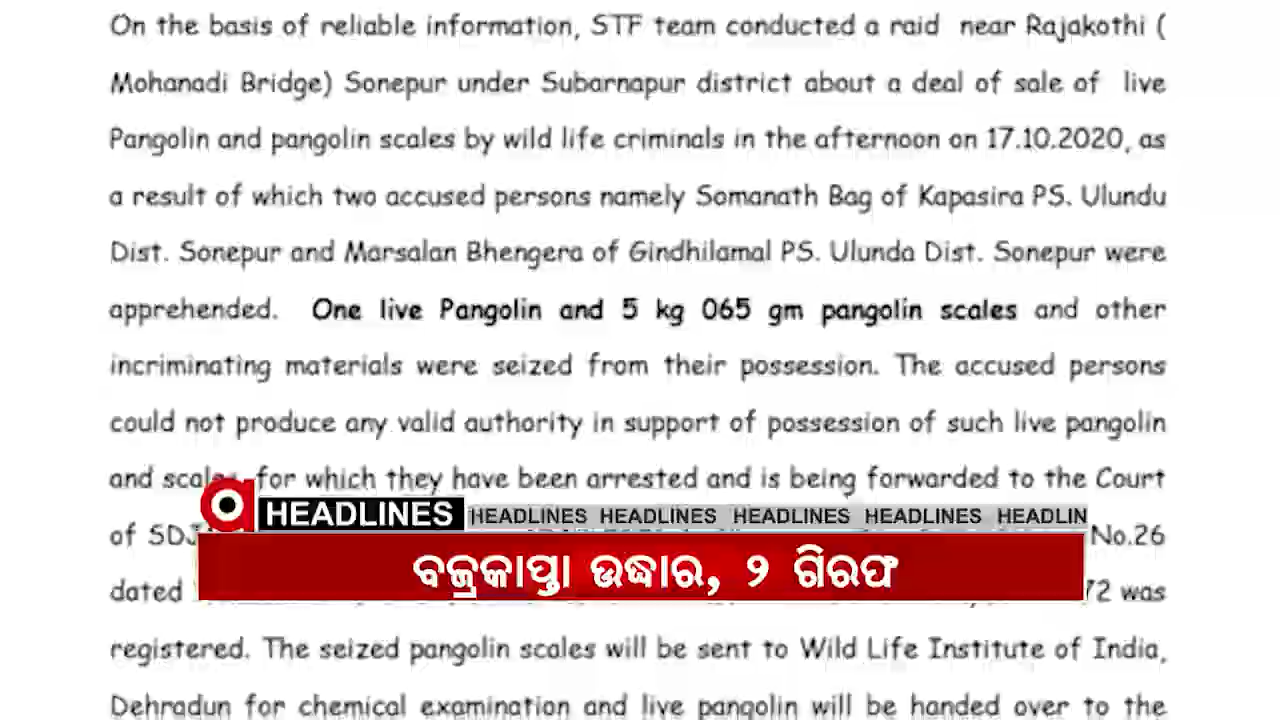 On the basis of reliable information, STF team conducted a raid near Rajakothi (
Mohanadi Bridge) Sonepur under Subarnapur district about a deal of sale of live
Pangolin and pangolin scales by wild life criminals in the afternoon on 17.10.2020, as
a result of which two accused persons namely Somanath Bag of Kapasira PS. Ulundu
Dist. Sonepur and Marsalan Bhengera of Gindhilamal PS. Ulunda Dist. Sonepur were
apprehended. One live Pangolin and 5 kg 065 gm pangolin scales and other
incriminating materials were seized from their possession. The accused persons
could not produce any valid authority in support of possession of such live pangolin
and scales, for which they have been arrested and is being forwarded to the Court
HEADLINES HEADLINES HEADLINES HEADLINES HEADLINES HEADLIN
of SDJ No.26
ବଜ୍ରକାପ୍ତା ଉଦ୍ଧାର, ୨ ଗିରଫ
dated 72 was
registered. The seized pangolin scales will be sent to Wild Life Institute of India,
Dehradun for chemical examination and live pangolin will be handed over to the